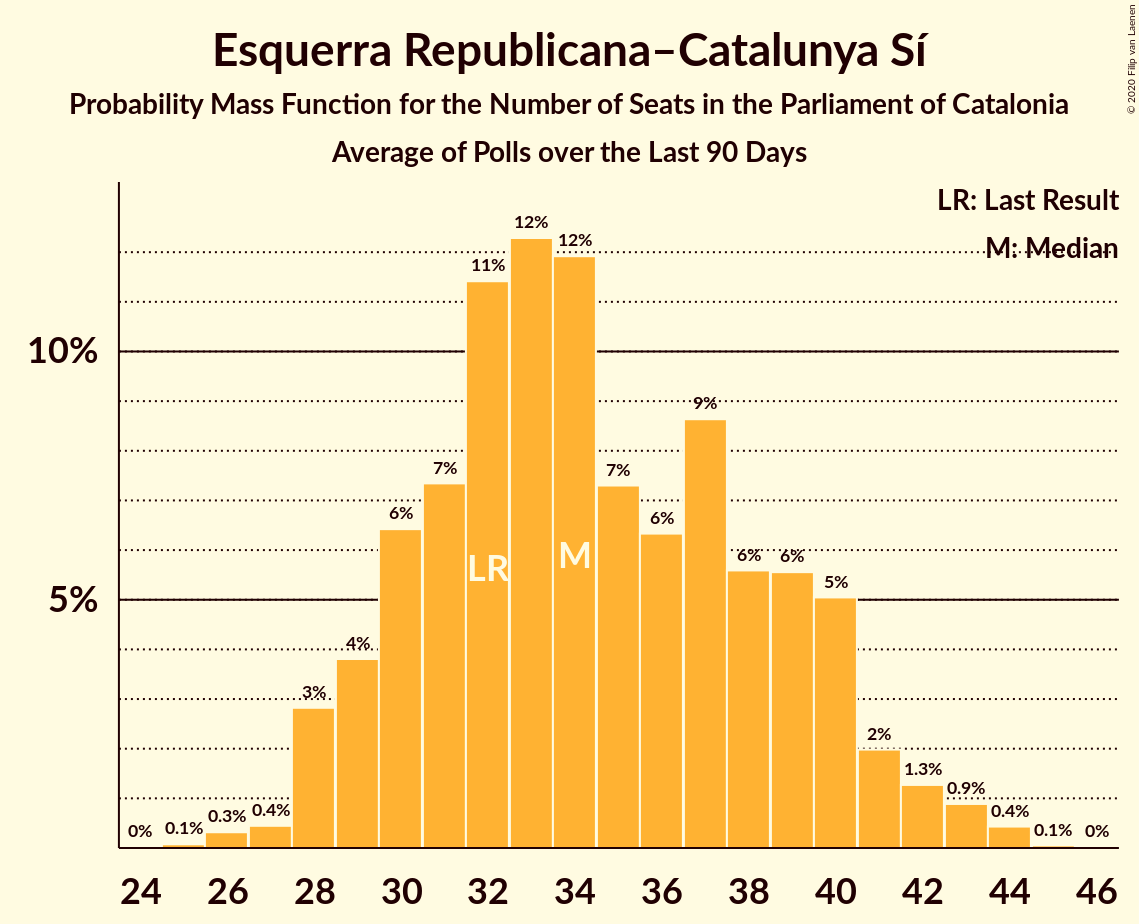 Esquerra Republicana–Catalunya Sí
Probability Mass Function for the Number of Seats in the Parliament of Catalonia
Average of Polls over the Last 90 Days
© 2020 Filip van Laenen
LR: Last Result
M: Median
10%
5%
0% 0.1% 0.3% 0.4% 3% 4% 6% 7% 11% 12% 12% 7% 6% 9% 6% 6% 5% 2% 1.3% 0.9% 0.4% 0.1% 0%
LR M
24 26 28 30 32 34 36 38 40 42 44 46